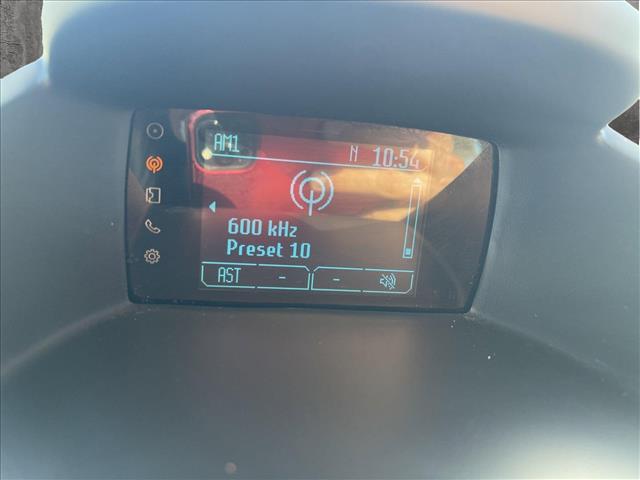 AM1 N 10:54
600 kHz
Preset 10
AST - -